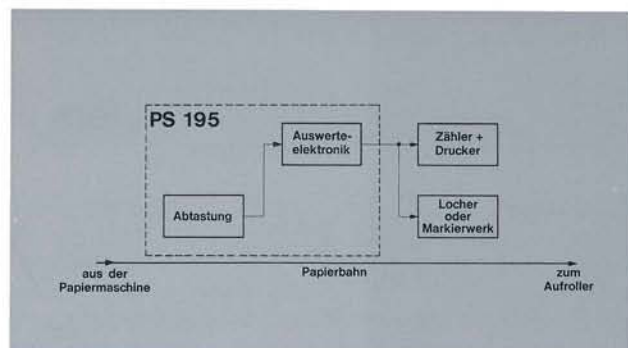 PS 195
Auswerte-
elektronik
Zähler +
Drucker
Abtastung
Locher
oder
Markierwerk
aus der
Papiermaschine
Papierbahn
zum
Aufroller